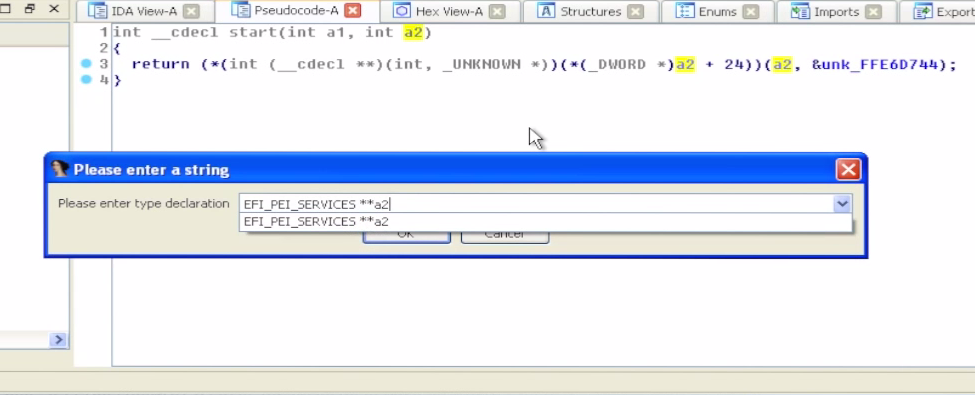 IDA View-A
Pseudocode-A
Hex View-A
Structures
Enums
Imports
Export
1 int __cdecl start(int a1, int a2)
2 {
3 return (*(int (__cdecl **)(int, _UNKNOWN *))(*(_DWORD *)a2 + 24))(a2, &unk_FFE6D744);
4 }
Please enter a string
Please enter type declaration
EFI_PEI_SERVICES **a2
EFI_PEI_SERVICES **a2
OK
Cancel